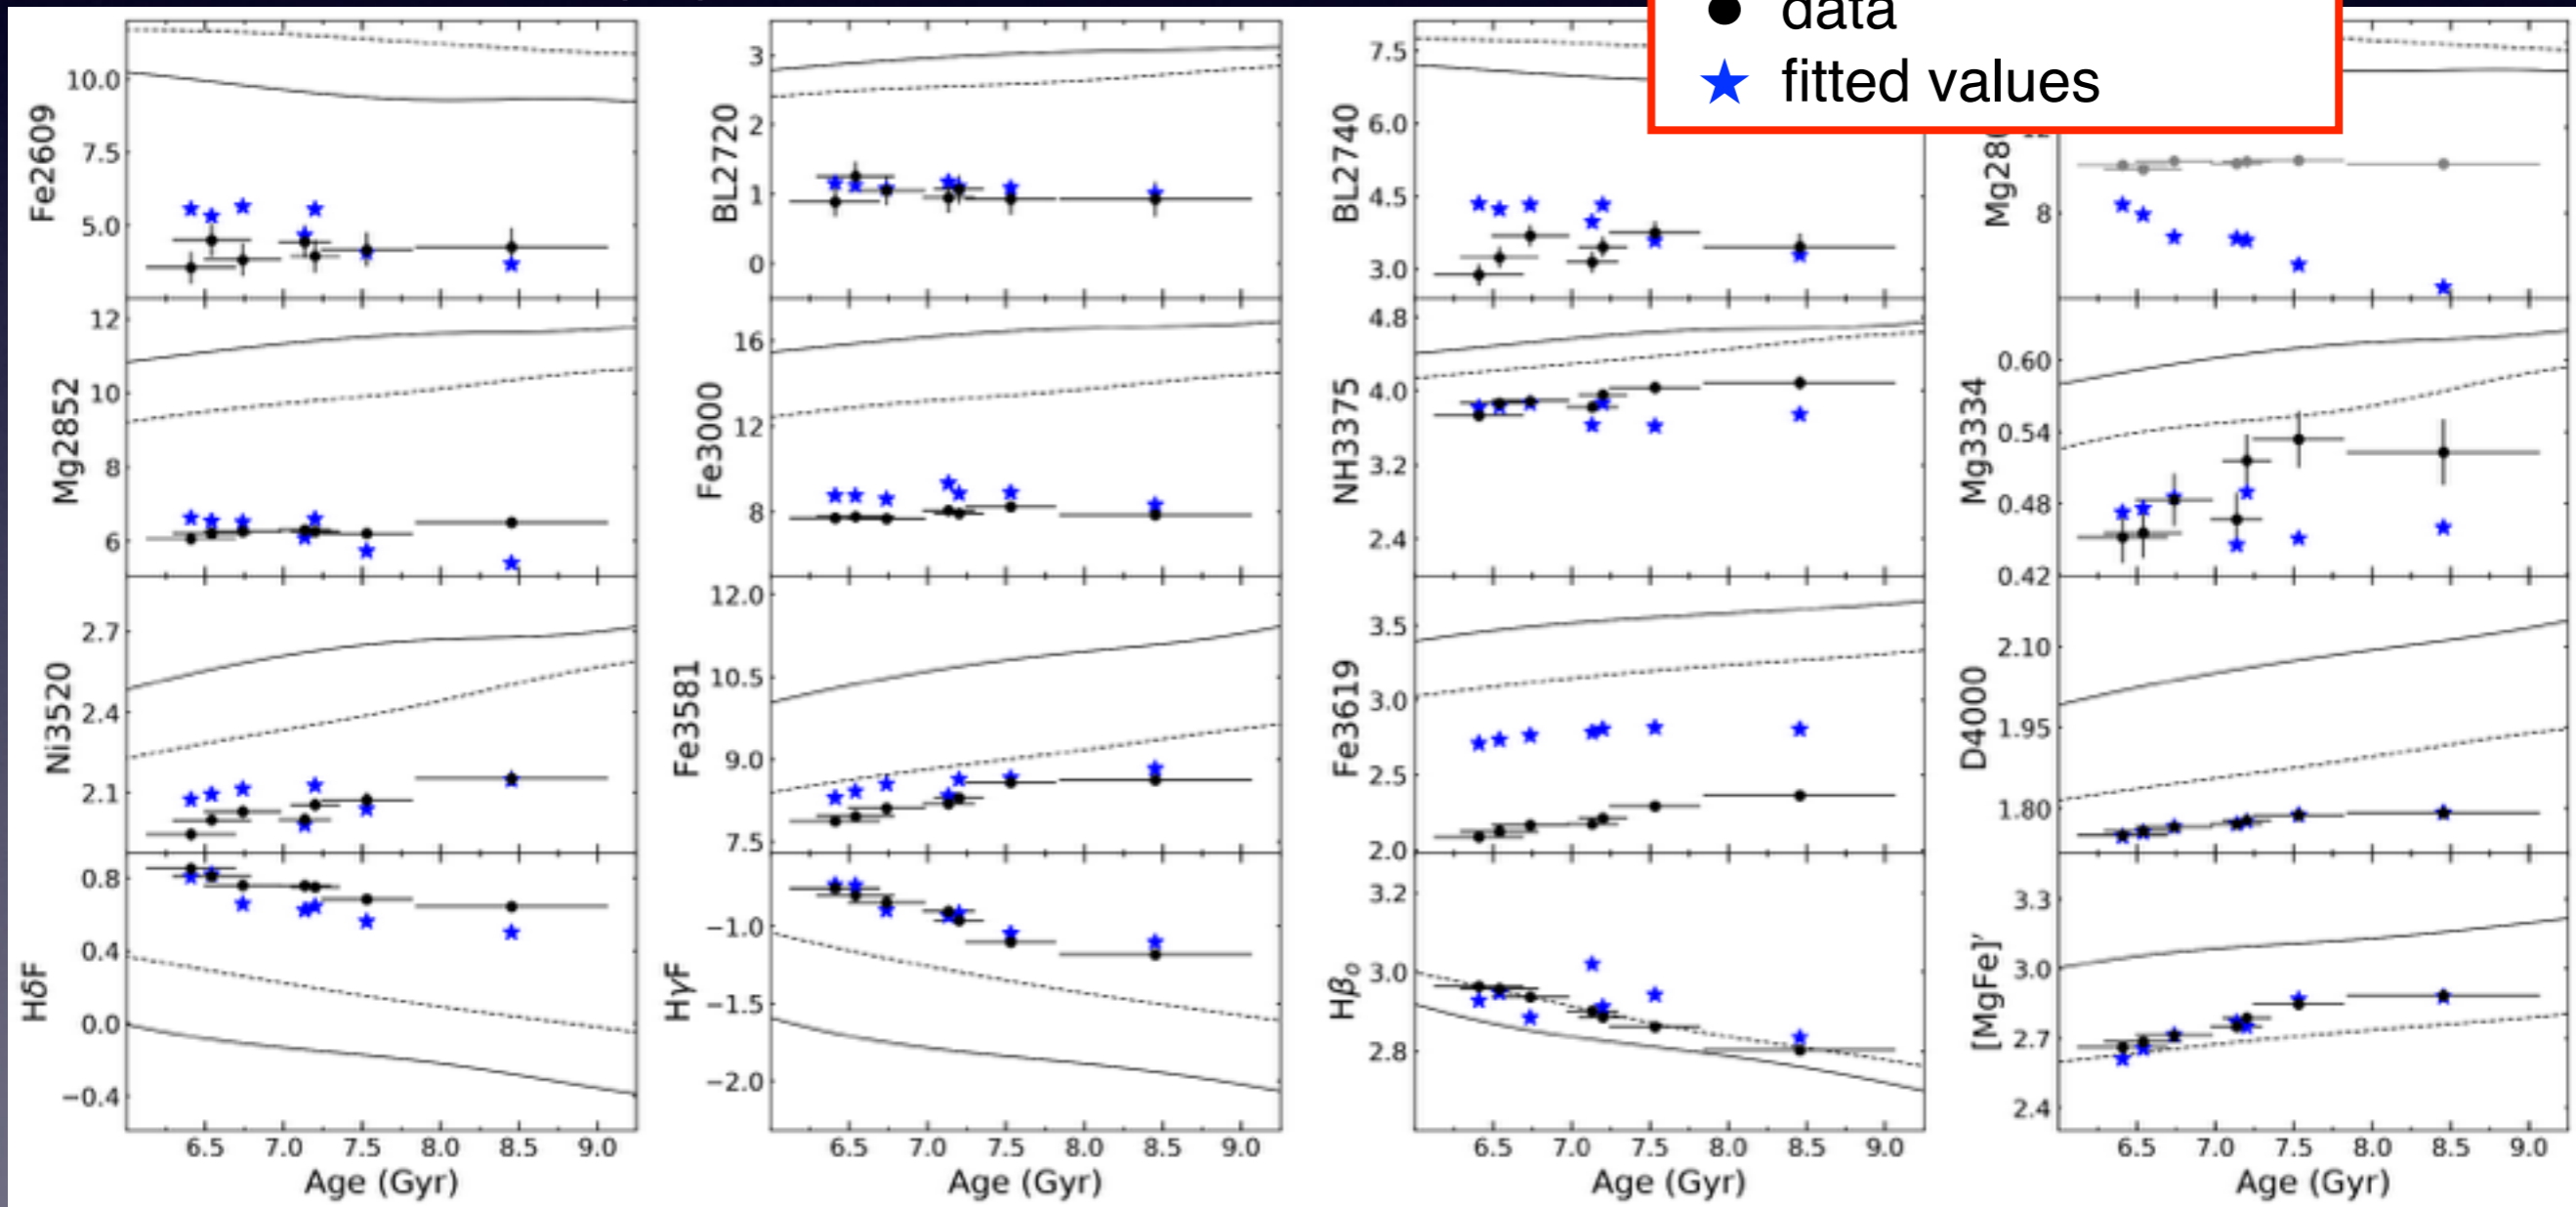 data
fitted values
Fe2609
10.0
7.5
5.0
BL2720
3
2
1
0
BL2740
7.5
6.0
4.5
3.0
8
Mg2852
12
10
8
6
Fe3000
16
12
8
NH3375
4.8
4.0
3.2
2.4
Mg3334
0.60
0.54
0.48
0.42
Ni3520
2.7
2.4
2.1
Fe3581
12.0
10.5
9.0
7.5
Fe3619
3.5
3.0
2.5
2.0
D4000
2.10
1.95
1.80
HδF
0.8
0.4
0.0
−0.4
HγF
−1.0
−1.5
−2.0
Hβₒ
3.2
3.0
2.8
[MgFe]′
3.3
3.0
2.7
2.4
6.5 7.0 7.5 8.0 8.5 9.0
Age (Gyr)
6.5 7.0 7.5 8.0 8.5 9.0
Age (Gyr)
6.5 7.0 7.5 8.0 8.5 9.0
Age (Gyr)
6.5 7.0 7.5 8.0 8.5 9.0
Age (Gyr)